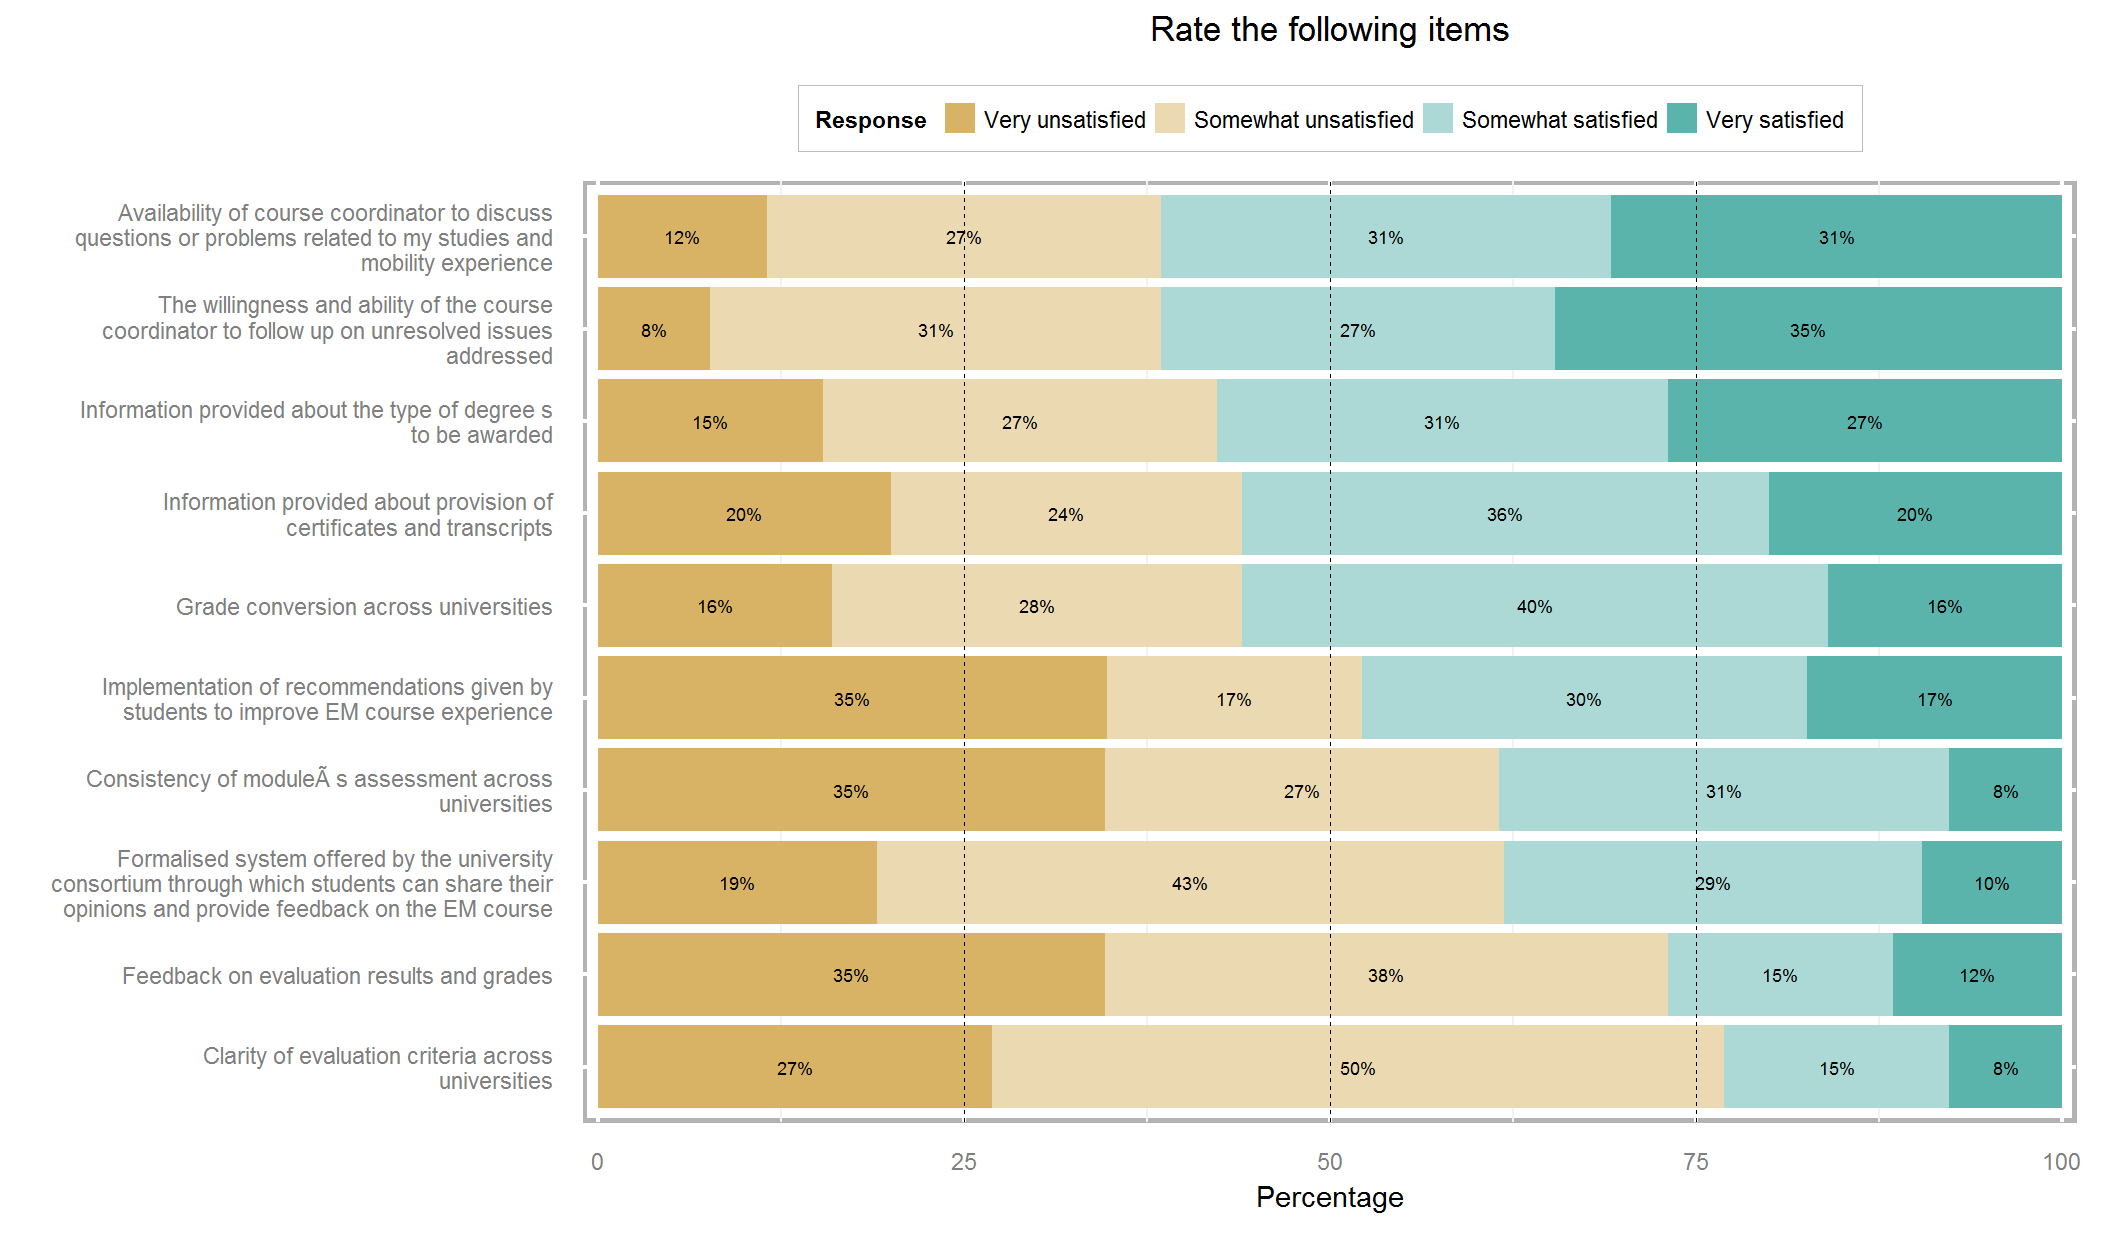 Rate the following items
Response Very unsatisfied Somewhat unsatisfied Somewhat satisfied Very satisfied
Availability of course coordinator to discuss
questions or problems related to my studies and
mobility experience
12% 27% 31% 31%
The willingness and ability of the course
coordinator to follow up on unresolved issues
addressed
8% 31% 27% 35%
Information provided about the type of degree s
to be awarded
15% 27% 31% 27%
Information provided about provision of
certificates and transcripts
20% 24% 36% 20%
Grade conversion across universities
16% 28% 40% 16%
Implementation of recommendations given by
students to improve EM course experience
35% 17% 30% 17%
Consistency of moduleÃ s assessment across
universities
35% 27% 31% 8%
Formalised system offered by the university
consortium through which students can share their
opinions and provide feedback on the EM course
19% 43% 29% 10%
Feedback on evaluation results and grades
35% 38% 15% 12%
Clarity of evaluation criteria across
universities
27% 50% 15% 8%
0 25 50 75 100
Percentage